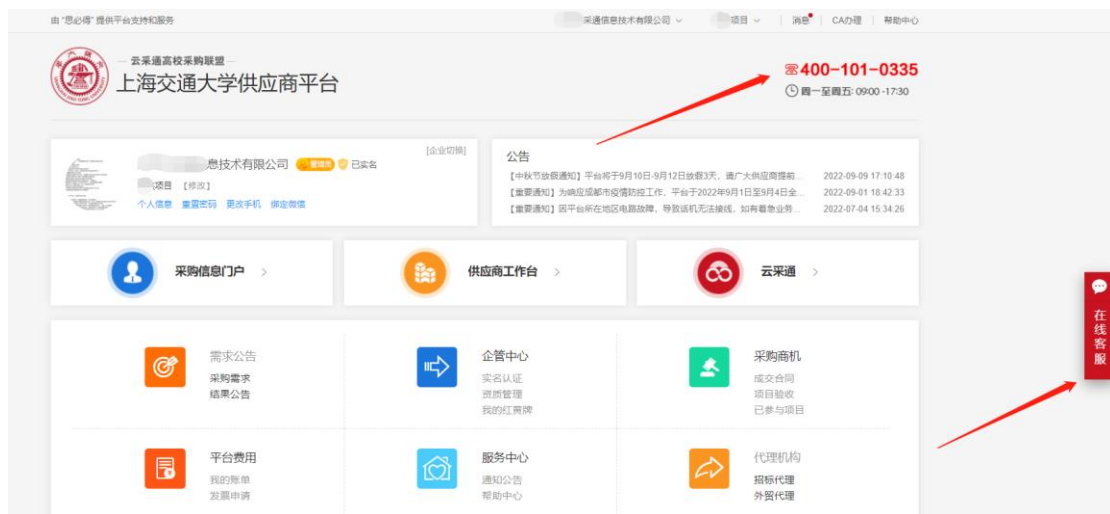 由 "思必得" 提供平台支持和服务
采通信息技术有限公司
项目
消息
CA办理
帮助中心
云采通高校采购联盟
上海交通大学供应商平台
400-101-0335
周一至周五: 09:00 -17:30
息技术有限公司
管理员
已实名
[企业切换]
项目 【修改】
个人信息 重置密码 更改手机 绑定微信
公告
【中秋节放假通知】平台将于9月10日-9月12日放假3天，请广大供应商提前... 2022-09-09 17:10:48
【重要通知】为响应成都市疫情防控工作，平台于2022年9月1日至9月4日全... 2022-09-01 18:42:33
【重要通知】因平台所在地区电路故障，导致话机无法接线，如有着急业务... 2022-07-04 15:34:26
采购信息门户 >
供应商工作台 >
云采通 >
需求公告
采购需求
结果公告
企管中心
实名认证
资质管理
我的红黄牌
采购商机
成交合同
项目验收
已参与项目
平台费用
我的账单
发票申请
服务中心
通知公告
帮助中心
代理机构
招标代理
外贸代理
在线客服